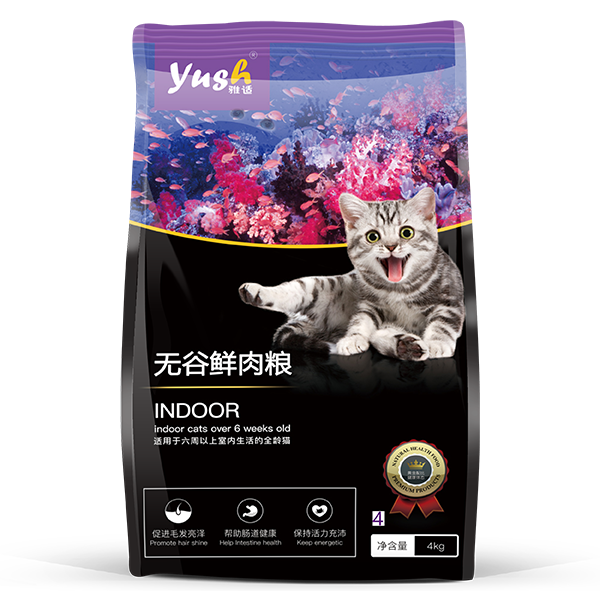 Yush®
雅适
无谷鲜肉粮
INDOOR
indoor cats over 6 weeks old
适用于六周以上室内生活的全龄猫
NATURAL HEALTH FOOD
PREMIUM PRODUCTS
促进毛发亮泽
Promote hair shine
帮助肠道健康
Help Intestine health
保持活力充沛
Keep energetic
4
净含量
4kg